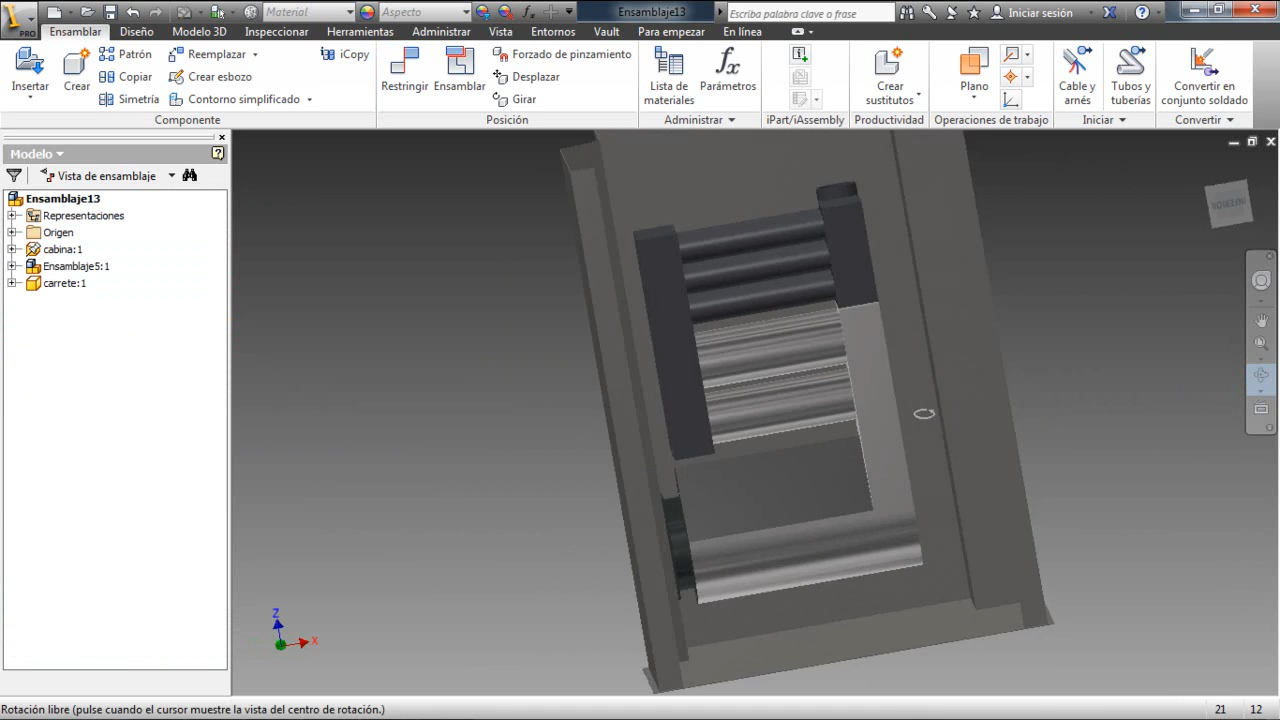 Material Aspecto Ensamblaje13 Escriba palabra clave o frase Iniciar sesión
PRO Ensamblar Diseño Modelo 3D Inspeccionar Herramientas Administrar Vista Entornos Vault Para empezar En línea
Insertar Crear Patrón Copiar Simetría Reemplazar Crear esbozo Contorno simplificado iCopy
Restringir Ensamblar Forzado de pinzamiento Desplazar Girar
Lista de materiales fx Parámetros
Crear sustitutos Plano Cable y arnés Tubos y tuberías Convertir en conjunto soldado
Componente Posición Administrar iPart/iAssembly Productividad Operaciones de trabajo Iniciar Convertir
Modelo
Vista de ensamblaje
Ensamblaje13
Representaciones
Origen
cabina:1
Ensamblaje5:1
carrete:1
Z
X
Rotación libre (pulse cuando el cursor muestre la vista del centro de rotación.) 21 12